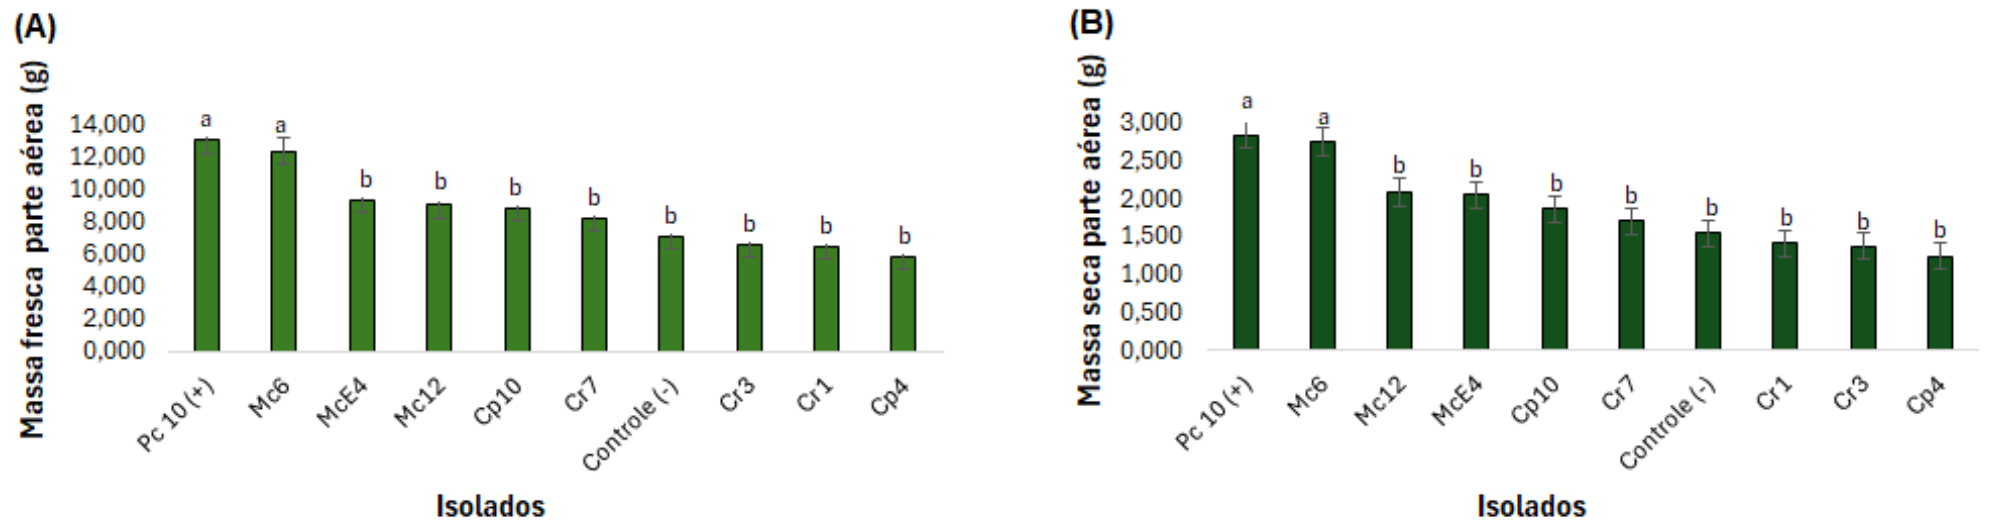 (A)
Massa fresca parte aérea (g)
14,000
12,000
10,000
8,000
6,000
4,000
2,000
0,000
a
a
b
b
b
b
b
b
b
b
Pc 10 (+)
Mc6
McE4
Mc12
Cp10
Cr7
Controle (-)
Cr3
Cr1
Cp4
Isolados
(B)
Massa seca parte aérea (g)
3,000
2,500
2,000
1,500
1,000
0,500
0,000
a
a
b
b
b
b
b
b
b
b
Pc 10 (+)
Mc6
Mc12
McE4
Cp10
Cr7
Controle (-)
Cr1
Cr3
Cp4
Isolados